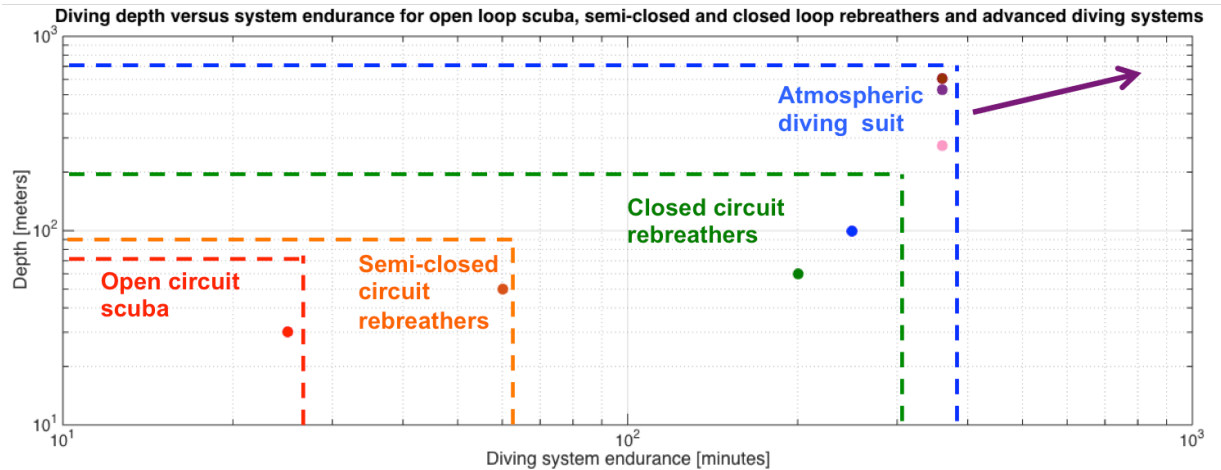 Diving depth versus system endurance for open loop scuba, semi-closed and closed loop rebreathers and advanced diving systems
10³
Atmospheric
diving suit
Closed circuit
rebreathers
10²
Semi-closed
circuit
rebreathers
Open circuit
scuba
Depth [meters]
10¹
10¹
10²
10³
Diving system endurance [minutes]